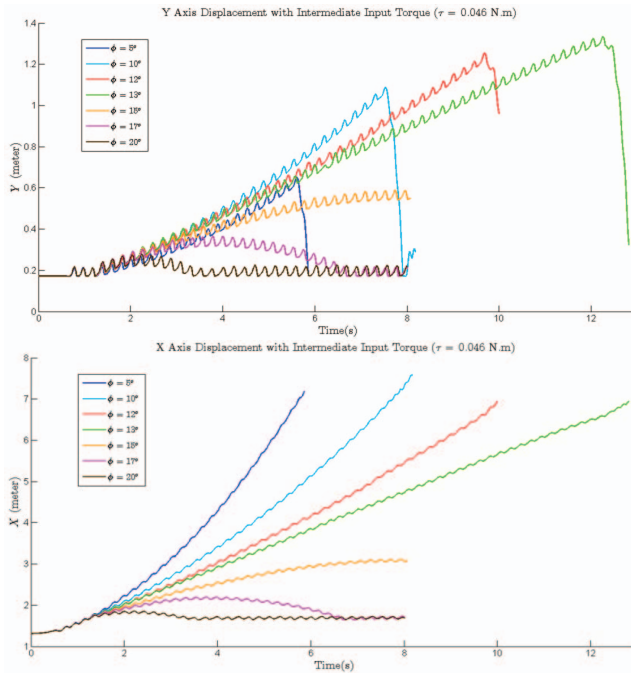 Y Axis Displacement with Intermediate Input Torque (τ = 0.046 N.m)
1.4
1.2
1
0.8
0.6
0.4
0.2
0
Y (meter)
ϕ = 5°
ϕ = 10°
ϕ = 12°
ϕ = 13°
ϕ = 15°
ϕ = 17°
ϕ = 20°
0 2 4 6 8 10 12
Time(s)
X Axis Displacement with Intermediate Input Torque (τ = 0.046 N.m)
8
7
6
5
4
3
2
1
X (meter)
ϕ = 5°
ϕ = 10°
ϕ = 12°
ϕ = 13°
ϕ = 15°
ϕ = 17°
ϕ = 20°
0 2 4 6 8 10 12
Time(s)